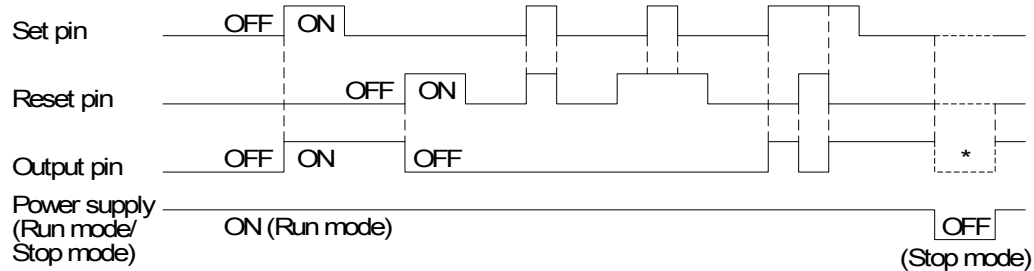 Set pin OFF ON
Reset pin OFF ON
Output pin OFF ON OFF *
Power supply
(Run mode/
Stop mode)
ON (Run mode) OFF
(Stop mode)